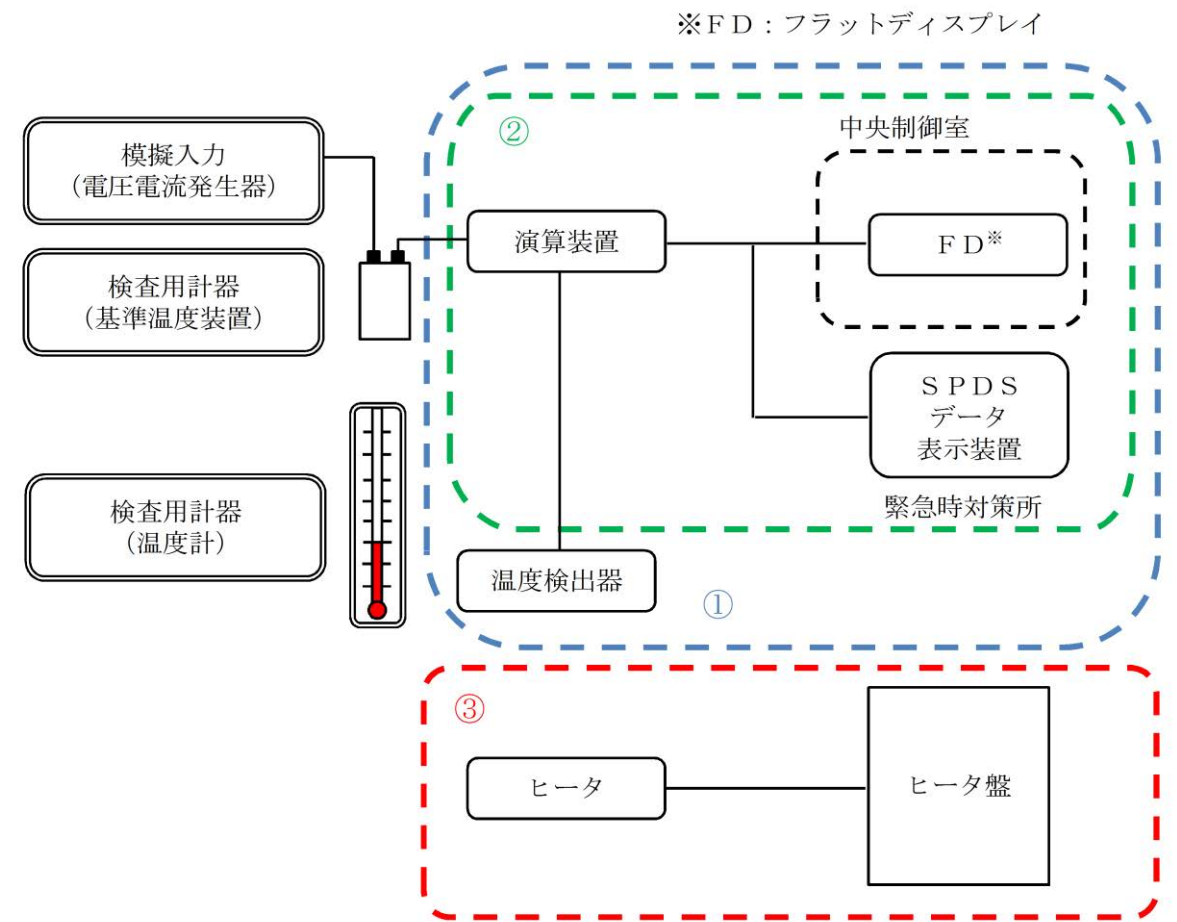 ※ＦＤ：フラットディスプレイ
②
中央制御室
模擬入力
（電圧電流発生器）
演算装置
ＦＤ※
検査用計器
（基準温度装置）
ＳＰＤＳ
データ
表示装置
緊急時対策所
検査用計器
（温度計）
温度検出器
①
③
ヒータ
ヒータ盤